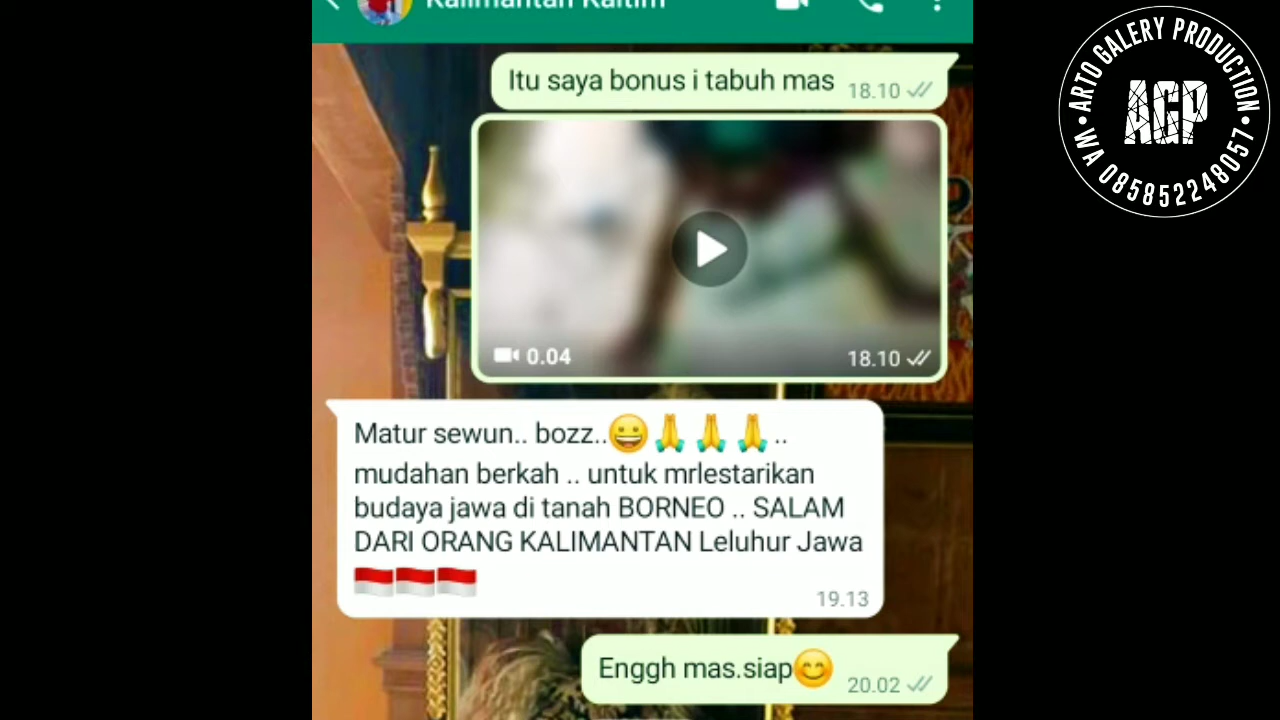 Kalimantan Kaltim
Itu saya bonus i tabuh mas 18.10
0.04 18.10
Matur sewun.. bozz..😀🙏🙏🙏..
mudahan berkah .. untuk mrlestarikan
budaya jawa di tanah BORNEO .. SALAM
DARI ORANG KALIMANTAN Leluhur Jawa
🇮🇩🇮🇩🇮🇩
19.13
Enggh mas.siap😊 20.02
• ARTO GALERY PRODUCTION •
AGP
WA 085852248057